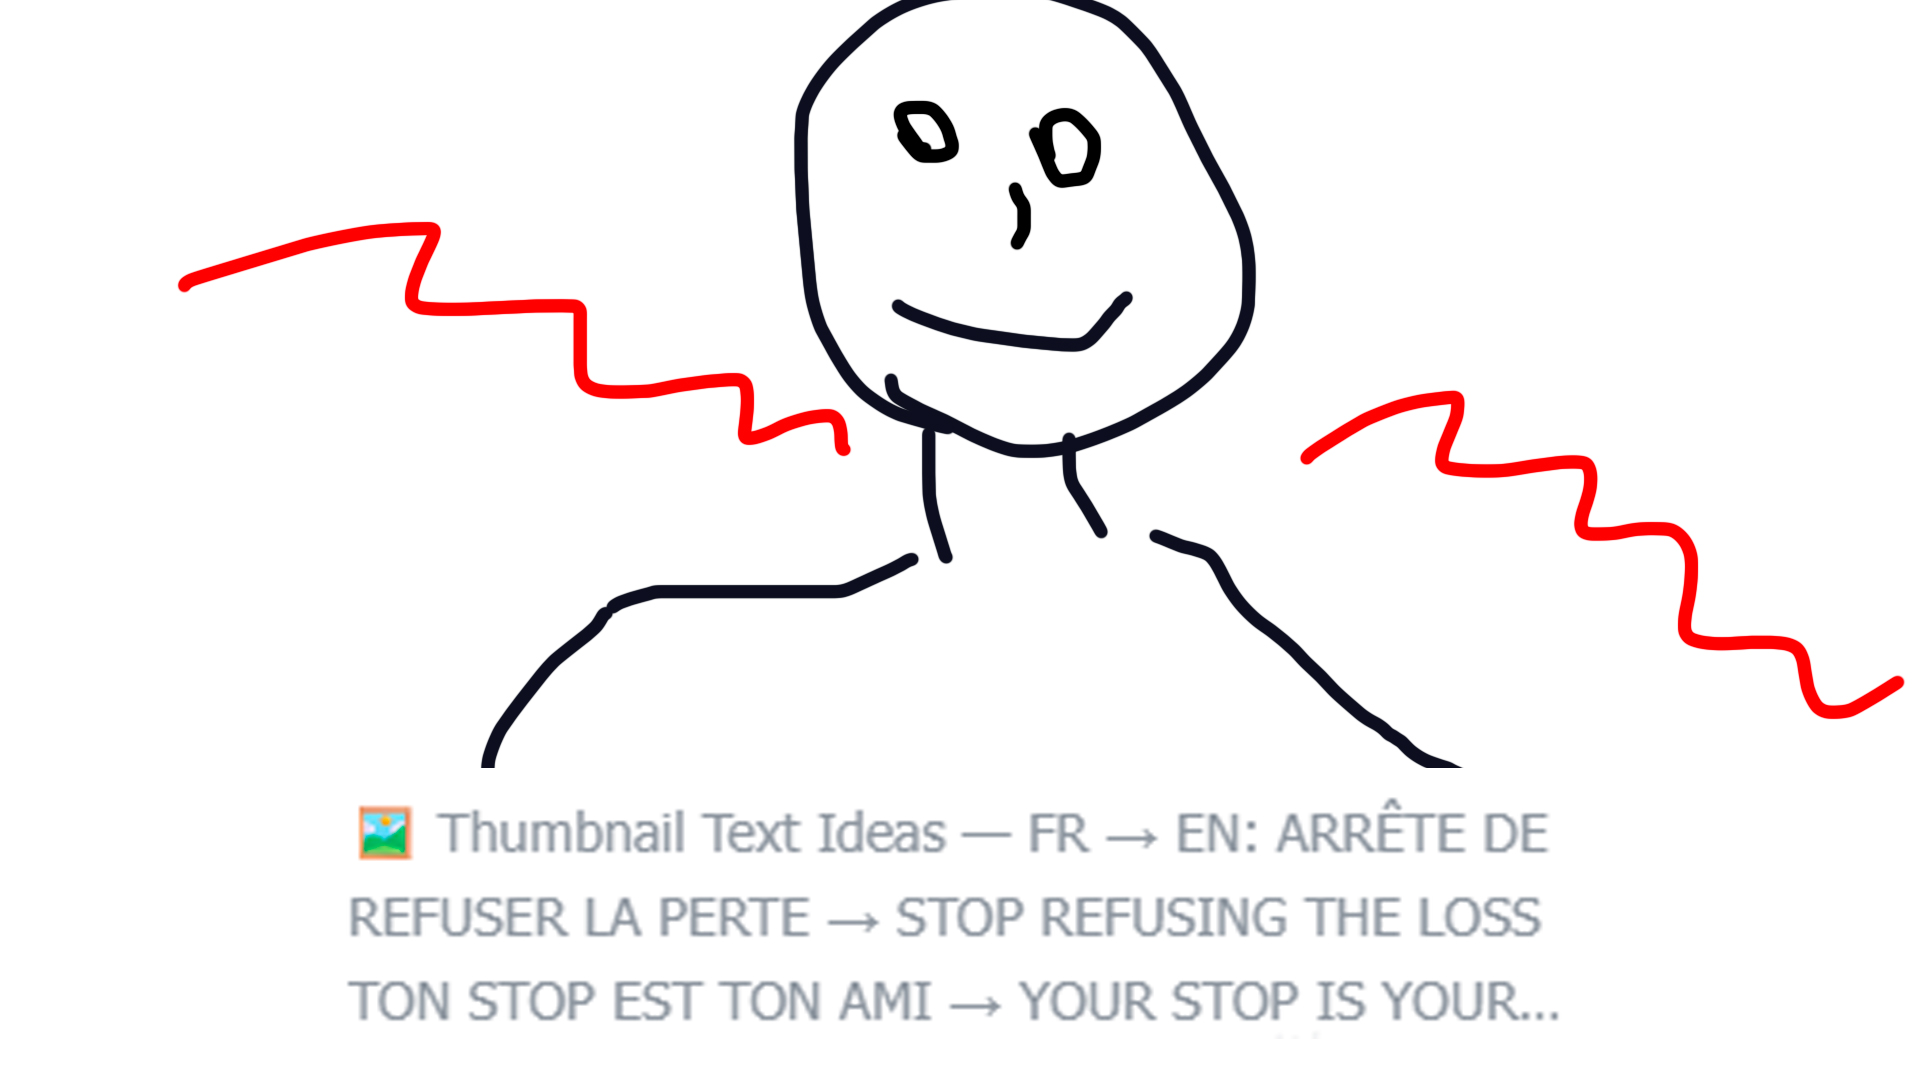 🖼️ Thumbnail Text Ideas — FR → EN: ARRÊTE DE
REFUSER LA PERTE → STOP REFUSING THE LOSS
TON STOP EST TON AMI → YOUR STOP IS YOUR...